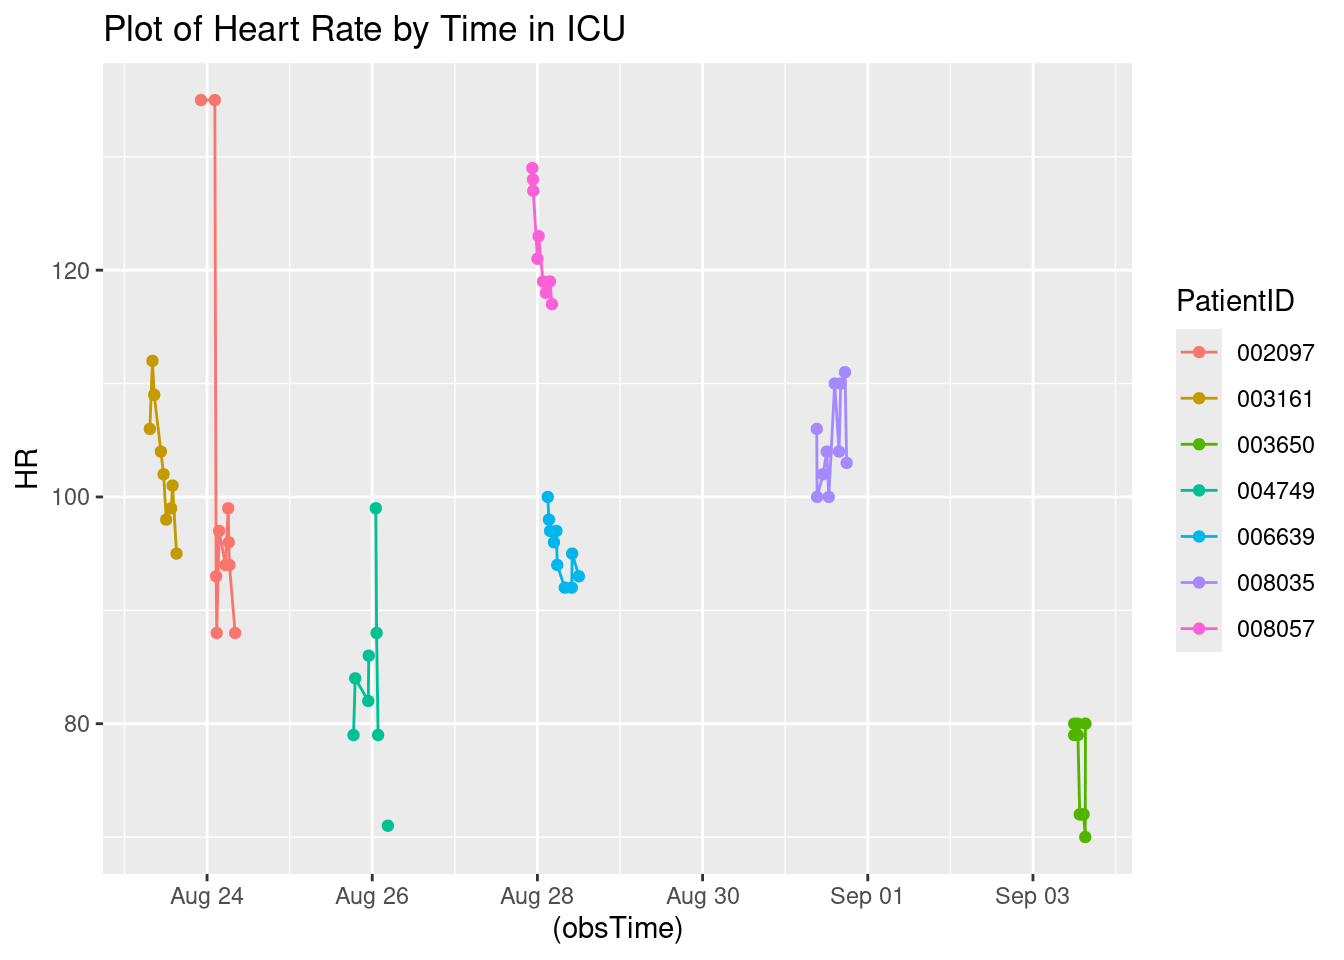 Plot of Heart Rate by Time in ICU
HR
120
100
80
Aug 24
Aug 26
Aug 28
Aug 30
Sep 01
Sep 03
(obsTime)
PatientID
002097
003161
003650
004749
006639
008035
008057